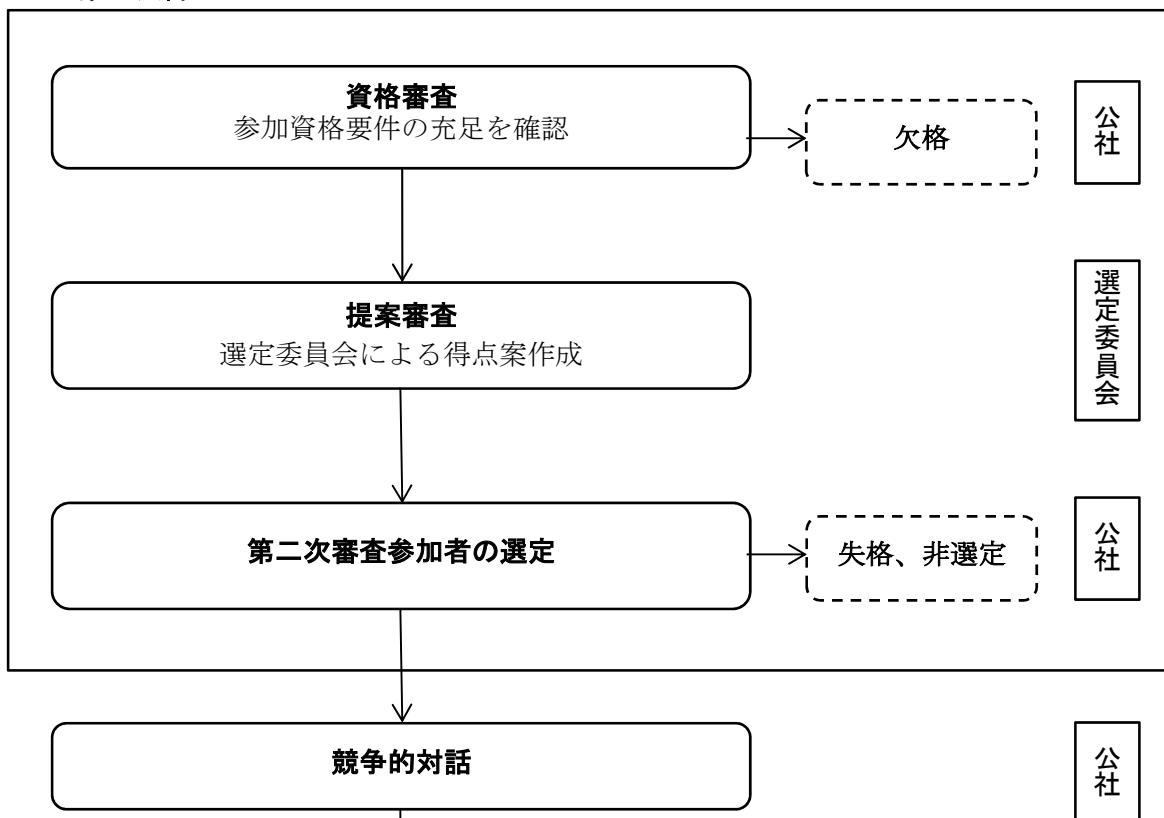 資格審査
参加資格要件の充足を確認
欠格
公社
提案審査
選定委員会による得点案作成
選定委員会
第二次審査参加者の選定
失格、非選定
公社
競争的対話
公社